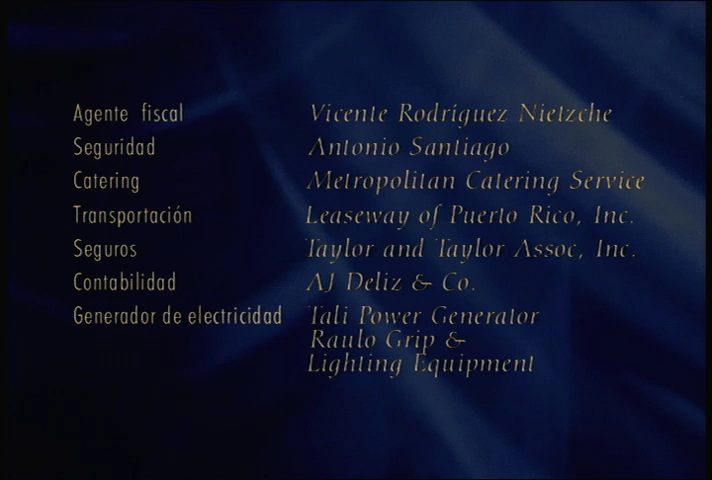 Agente fiscal Vicente Rodríguez Nietzche
Seguridad Antonio Santiago
Catering Metropolitan Catering Service
Transportación Leaseway of Puerto Rico, Inc.
Seguros Taylor and Taylor Assoc, Inc.
Contabilidad AJ Deliz & Co.
Generador de electricidad Tali Power Generator
Raulo Grip &
Lighting Equipment